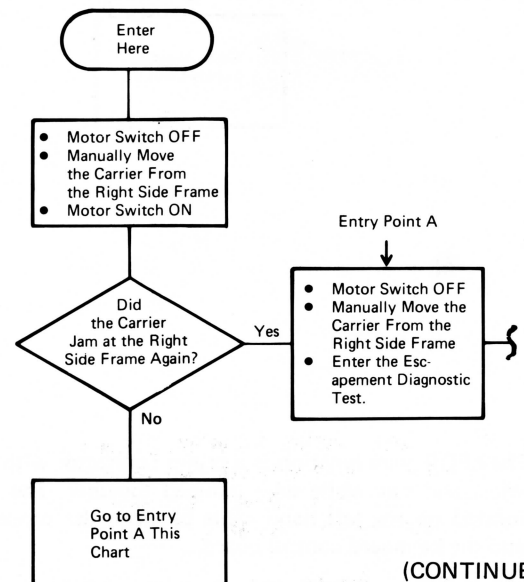 Enter
Here
● Motor Switch OFF
● Manually Move
the Carrier From
the Right Side Frame
● Motor Switch ON
Did
the Carrier
Jam at the Right
Side Frame Again?
Yes
No
Go to Entry
Point A This
Chart
Entry Point A
● Motor Switch OFF
● Manually Move the
Carrier From the
Right Side Frame
● Enter the Esc-
apement Diagnostic
Test.
(CONTINUE